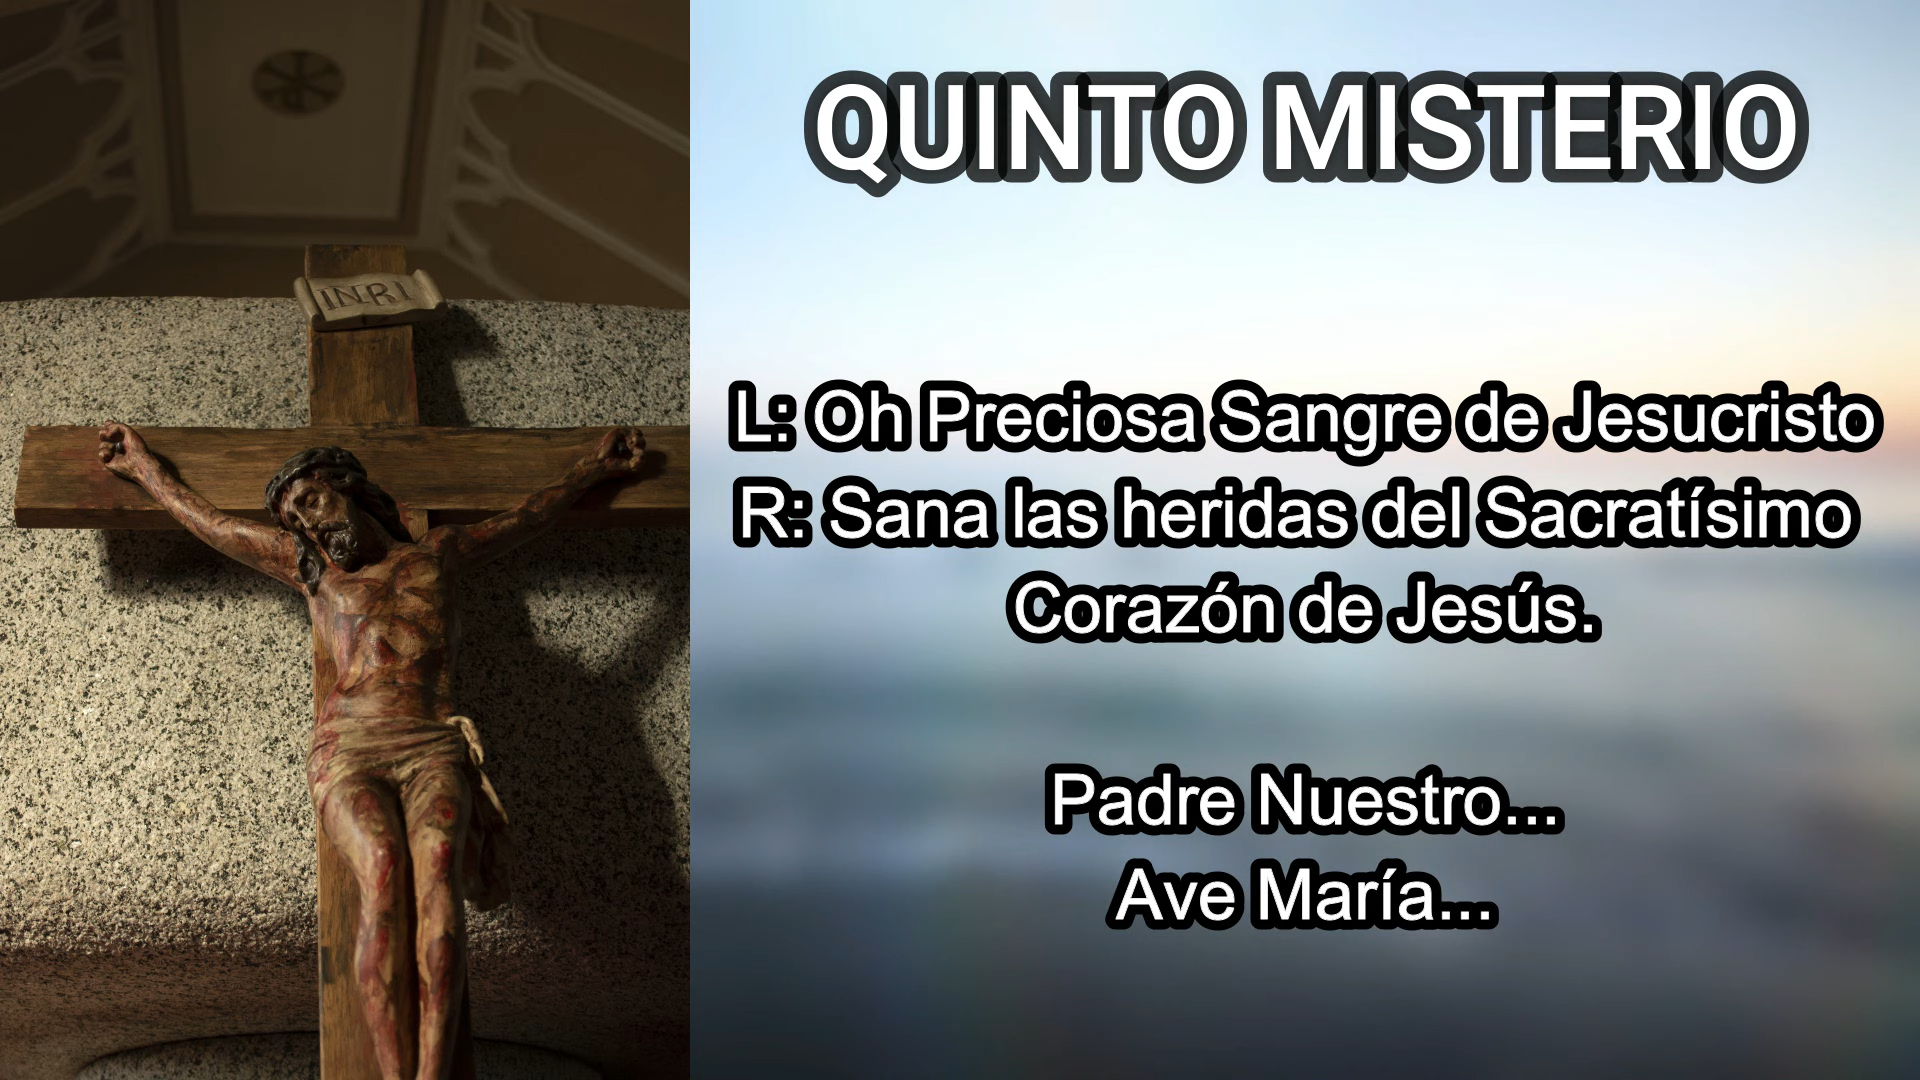 INRI
QUINTO MISTERIO
L: Oh Preciosa Sangre de Jesucristo
R: Sana las heridas del Sacratísimo
Corazón de Jesús.
Padre Nuestro...
Ave María...